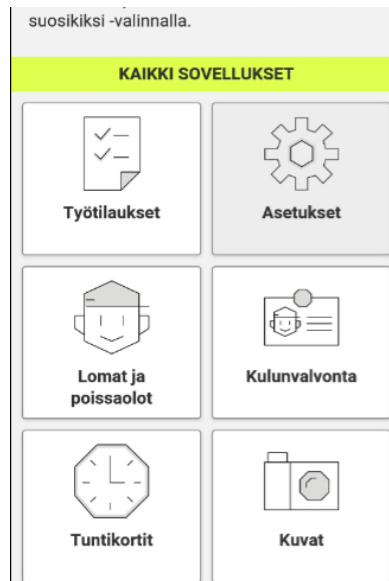 suosikiksi -valinnalla.
KAIKKI SOVELLUKSET
Työtilaukset
Asetukset
Lomat ja
poissaolot
Kulunvalvonta
Tuntikortit
Kuvat